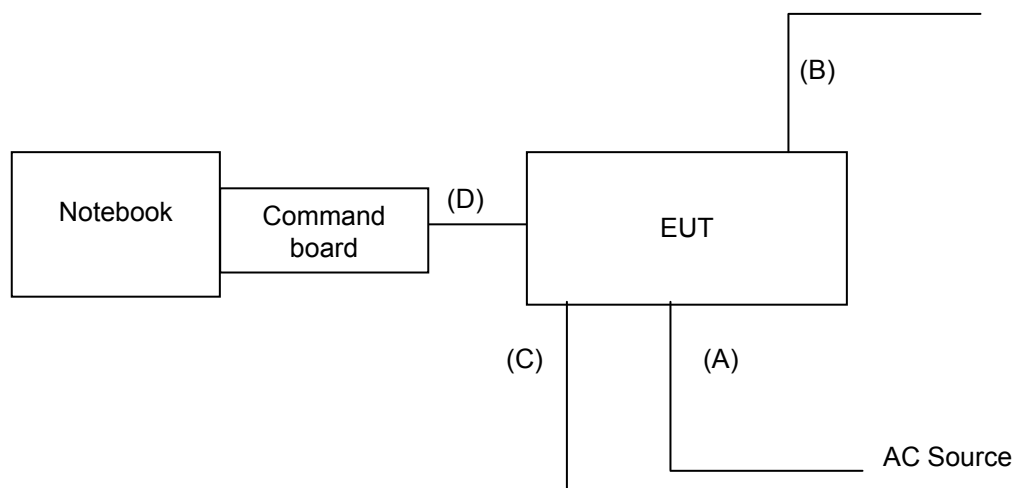 (B)
Notebook
Command
board
(D)
EUT
(C)
(A)
AC Source